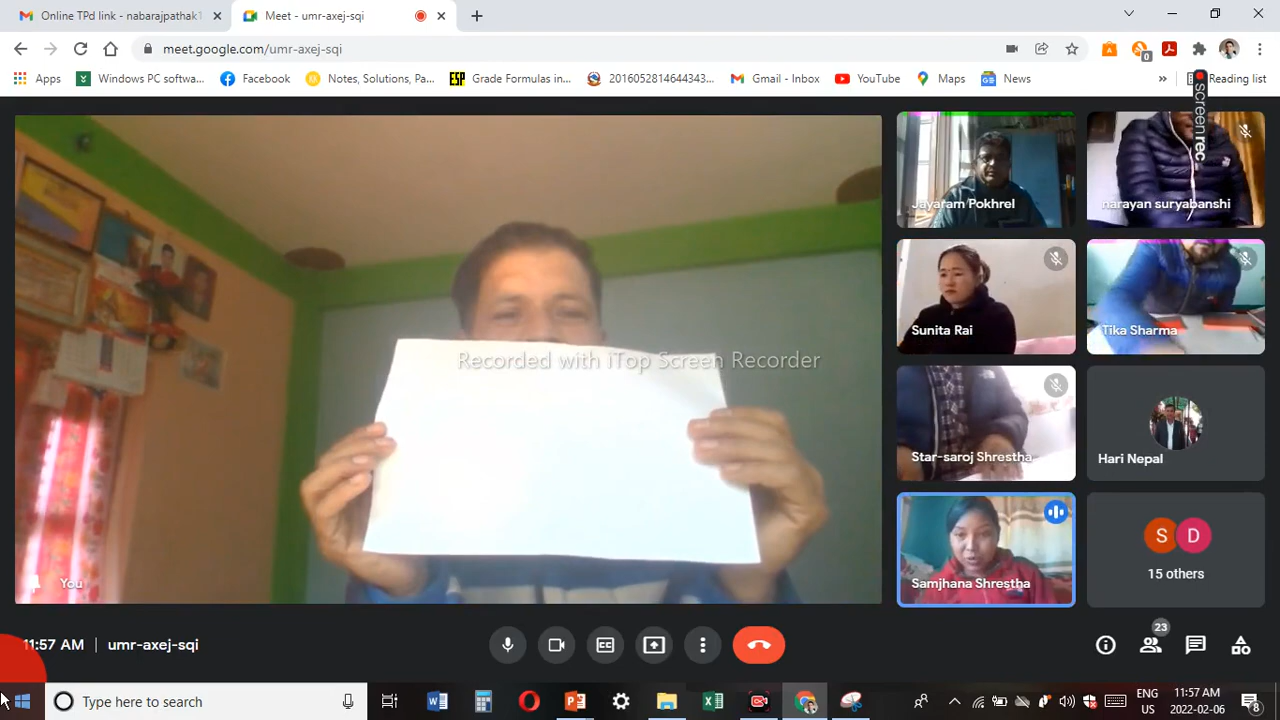 Online TPd link - nabarajpathak1
Meet - umr-axej-sqi
meet.google.com/umr-axej-sqi
0
Apps
Windows PC softwa...
Facebook
Notes, Solutions, Pa...
ESP
Grade Formulas in...
2016052814644343...
Gmail - Inbox
YouTube
Maps
News
»
Reading list
screenrec
Recorded with iTop Screen Recorder
You
Jayaram Pokhrel
narayan suryabanshi
Sunita Rai
Tika Sharma
Star-saroj Shrestha
Hari Nepal
Samjhana Shrestha
S
D
15 others
11:57 AM | umr-axej-sqi
23
Type here to search
ENG
US
11:57 AM
2022-02-06
8